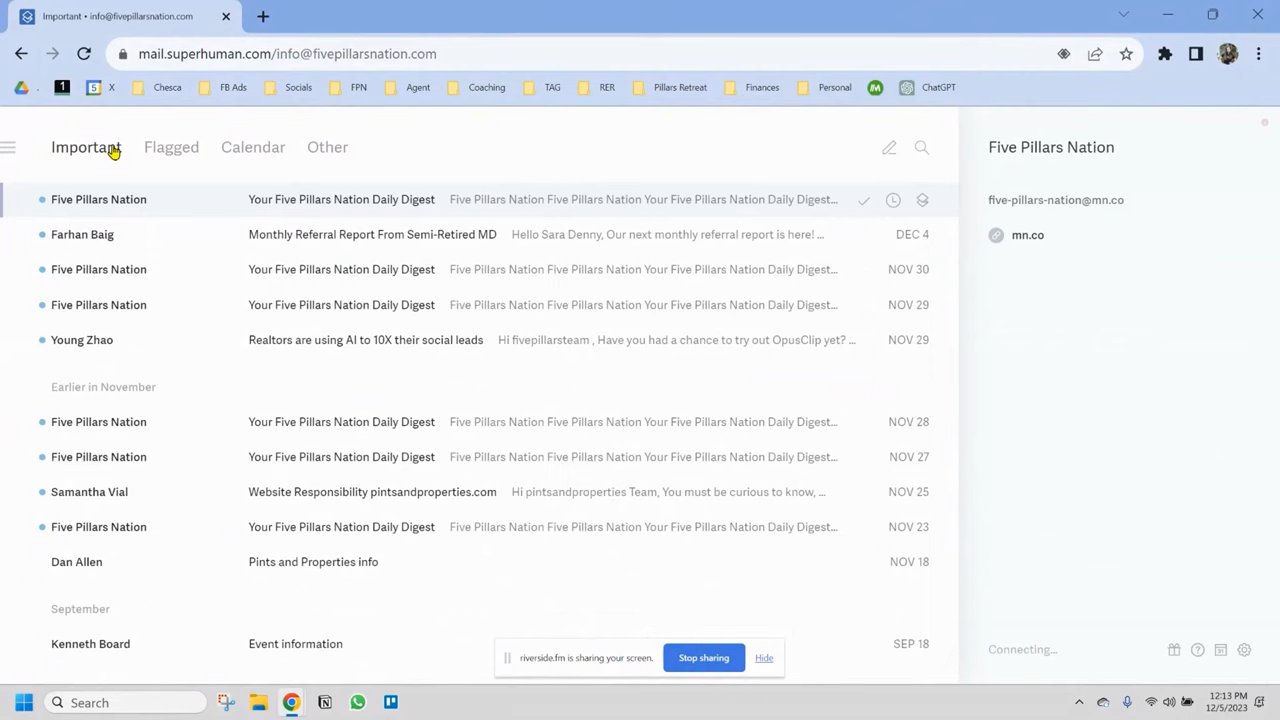 Important • info@fivepillarsnation.com
mail.superhuman.com/info@fivepillarsnation.com
. 1 5 X Chesca FB Ads Socials FPN Agent Coaching TAG RER Pillars Retreat Finances Personal ChatGPT
Important Flagged Calendar Other
Five Pillars Nation Your Five Pillars Nation Daily Digest Five Pillars Nation Five Pillars Nation Your Five Pillars Nation Daily Digest...
Farhan Baig Monthly Referral Report From Semi-Retired MD Hello Sara Denny, Our next monthly referral report is here! ... DEC 4
Five Pillars Nation Your Five Pillars Nation Daily Digest Five Pillars Nation Five Pillars Nation Your Five Pillars Nation Daily Digest... NOV 30
Five Pillars Nation Your Five Pillars Nation Daily Digest Five Pillars Nation Five Pillars Nation Your Five Pillars Nation Daily Digest... NOV 29
Young Zhao Realtors are using AI to 10X their social leads Hi fivepillarsteam , Have you had a chance to try out OpusClip yet? ... NOV 29
Earlier in November
Five Pillars Nation Your Five Pillars Nation Daily Digest Five Pillars Nation Five Pillars Nation Your Five Pillars Nation Daily Digest... NOV 28
Five Pillars Nation Your Five Pillars Nation Daily Digest Five Pillars Nation Five Pillars Nation Your Five Pillars Nation Daily Digest... NOV 27
Samantha Vial Website Responsibility pintsandproperties.com Hi pintsandproperties Team, You must be curious to know, ... NOV 25
Five Pillars Nation Your Five Pillars Nation Daily Digest Five Pillars Nation Five Pillars Nation Your Five Pillars Nation Daily Digest... NOV 23
Dan Allen Pints and Properties info NOV 18
September
Kenneth Board Event information SEP 18
Five Pillars Nation
five-pillars-nation@mn.co
mn.co
Connecting...
riverside.fm is sharing your screen. Stop sharing Hide
Search
12:13 PM
12/5/2023